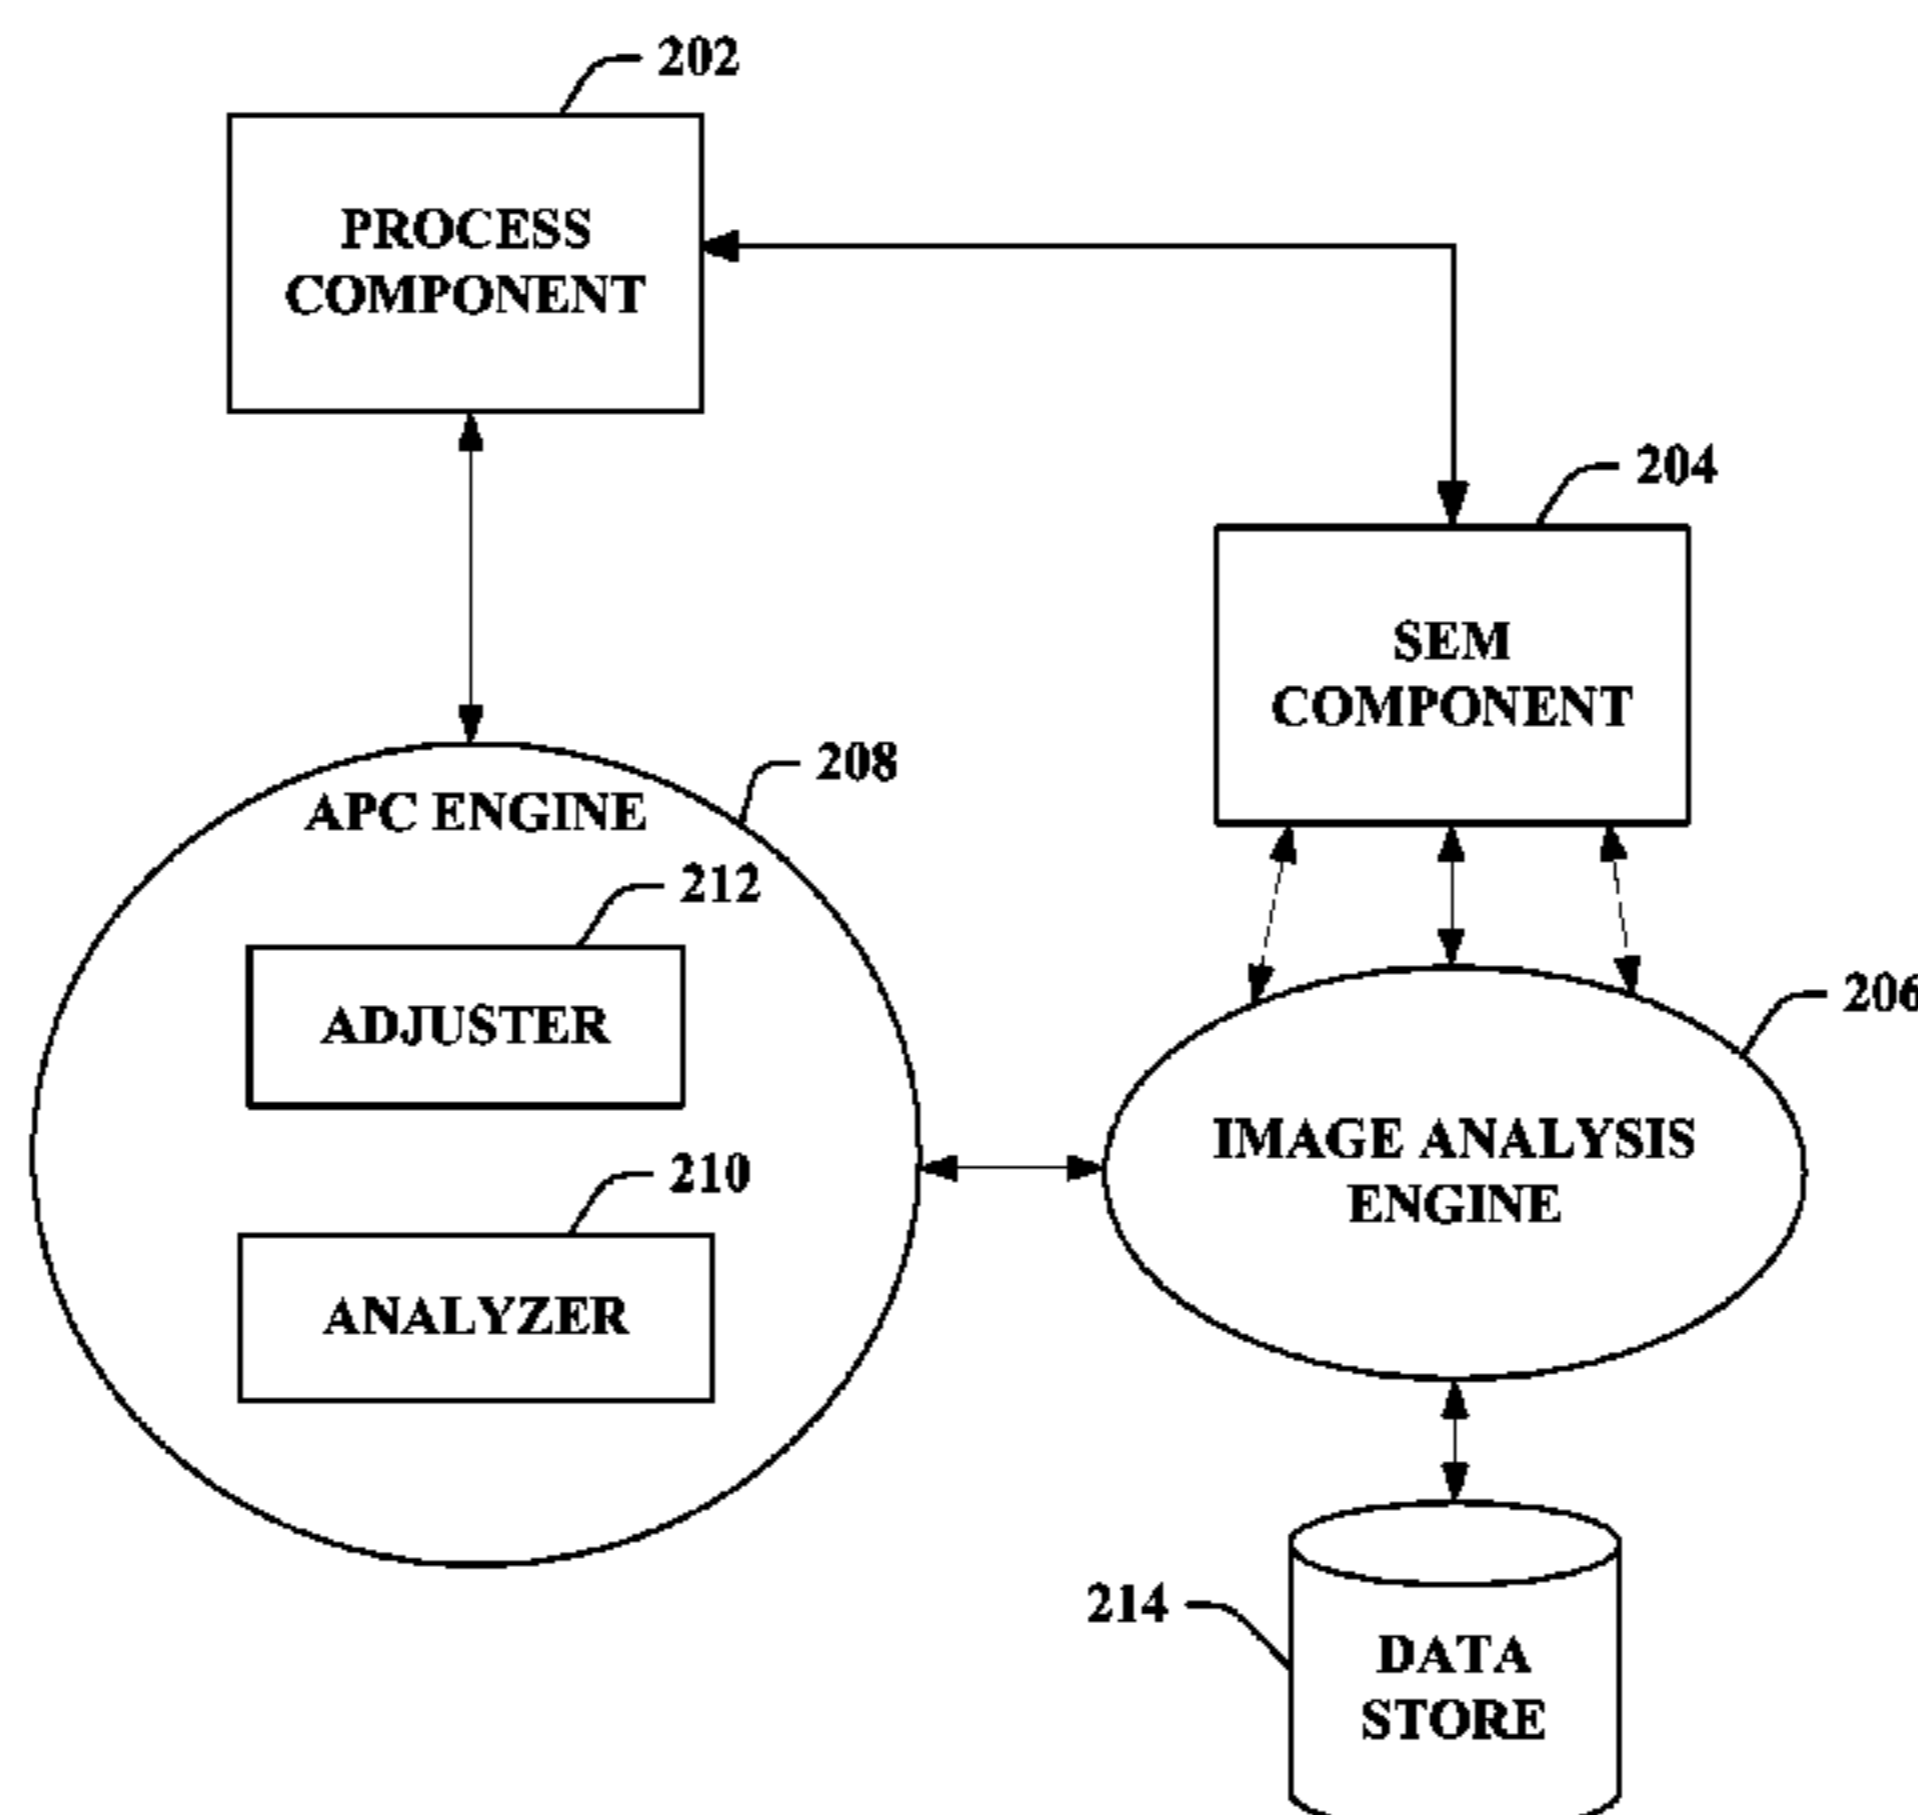 202
PROCESS
COMPONENT
204
SEM
COMPONENT
208
APC ENGINE
212
ADJUSTER
210
ANALYZER
206
IMAGE ANALYSIS
ENGINE
214
DATA
STORE